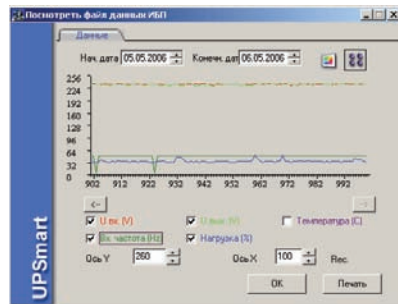 Посмотреть файл данных ИБП
Данные
Нач. дата 05.05.2006 Конечн. дат 06.05.2006
256
224
192
160
128
96
64
32
0
902 912 922 932 942 952 962 972 982 992
<-- -->
U вх. (V) U вых. (V) Температура (C)
Вх. частота (Hz) Нагрузка (%)
Ось Y 260 Ось X 100 Rec.
OK Печать
UPSmart